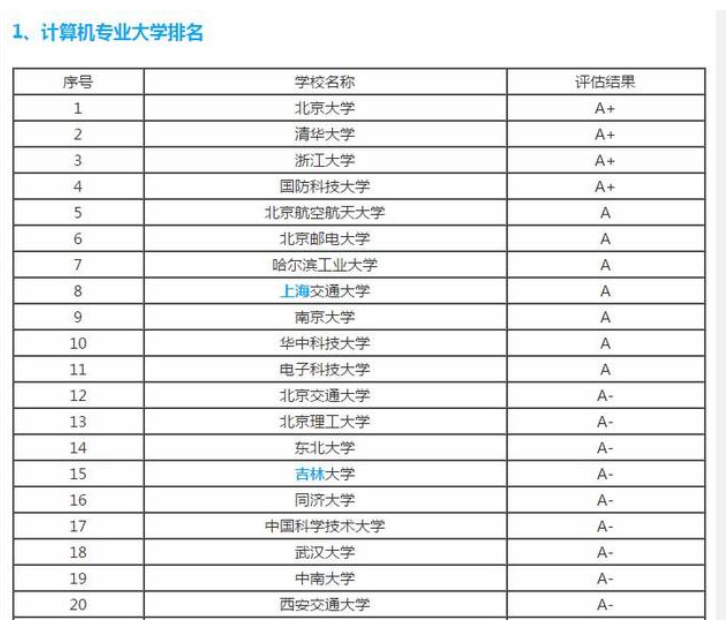 1、计算机专业大学排名
序号 学校名称 评估结果
1 北京大学 A+
2 清华大学 A+
3 浙江大学 A+
4 国防科技大学 A+
5 北京航空航天大学 A
6 北京邮电大学 A
7 哈尔滨工业大学 A
8 上海交通大学 A
9 南京大学 A
10 华中科技大学 A
11 电子科技大学 A
12 北京交通大学 A-
13 北京理工大学 A-
14 东北大学 A-
15 吉林大学 A-
16 同济大学 A-
17 中国科学技术大学 A-
18 武汉大学 A-
19 中南大学 A-
20 西安交通大学 A-